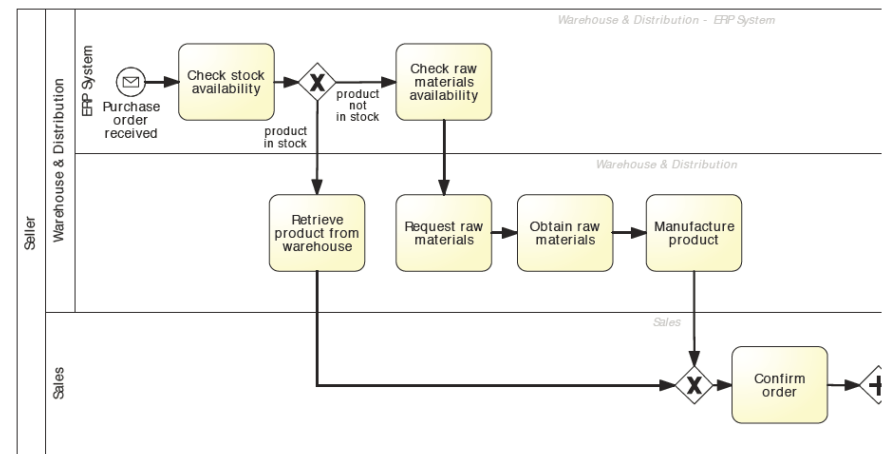 Warehouse & Distribution - ERP System
Seller
Warehouse & Distribution
ERP System
Purchase
order
received
Check stock
availability
X
product
not
in stock
product
in stock
Check raw
materials
availability
Warehouse & Distribution
Retrieve
product from
warehouse
Request raw
materials
Obtain raw
materials
Manufacture
product
Sales
Sales
X
Confirm
order